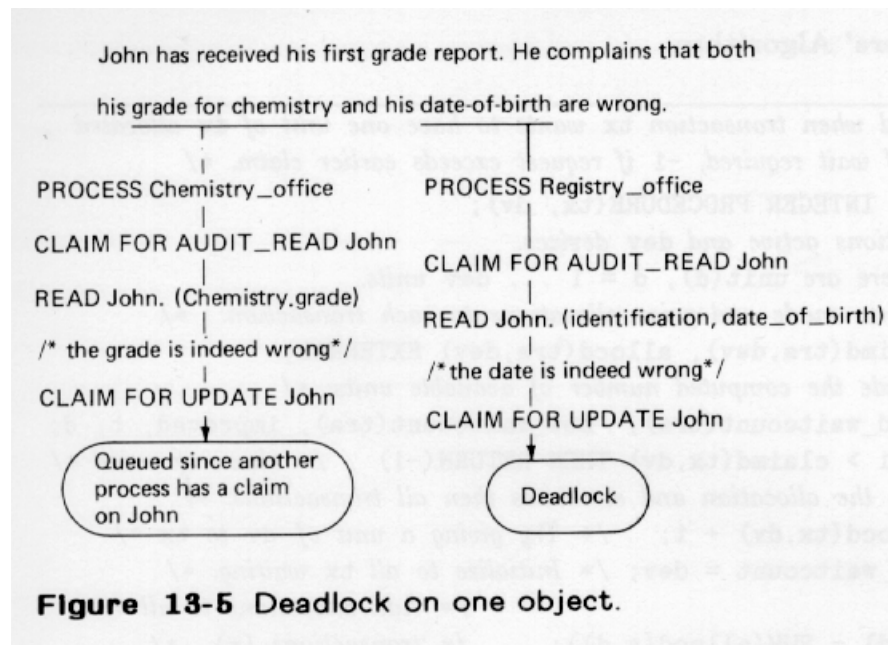 John has received his first grade report. He complains that both
his grade for chemistry and his date-of-birth are wrong.
PROCESS Chemistry_office
CLAIM FOR AUDIT_READ John
READ John. (Chemistry.grade)
/* the grade is indeed wrong*/
CLAIM FOR UPDATE John
Queued since another
process has a claim
on John
PROCESS Registry_office
CLAIM FOR AUDIT_READ John
READ John. (identification, date_of_birth)
/*the date is indeed wrong*/
CLAIM FOR UPDATE John
Deadlock
Figure 13-5 Deadlock on one object.